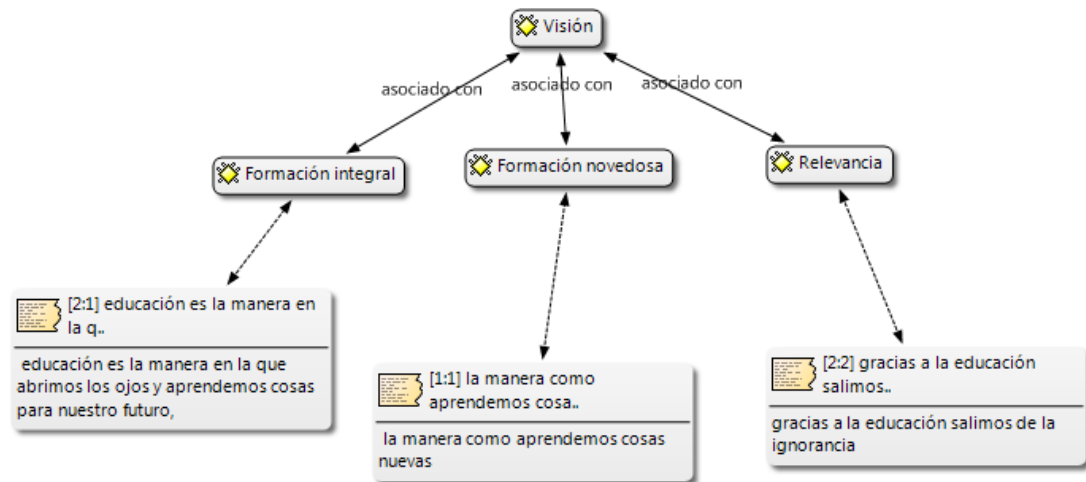 Visión
asociado con
asociado con
asociado con
Formación integral
Formación novedosa
Relevancia
[2:1] educación es la manera en
la q..
educación es la manera en la que
abrimos los ojos y aprendemos cosas
para nuestro futuro,
[1:1] la manera como
aprendemos cosa..
la manera como aprendemos cosas
nuevas
[2:2] gracias a la educación
salimos..
gracias a la educación salimos de la
ignorancia